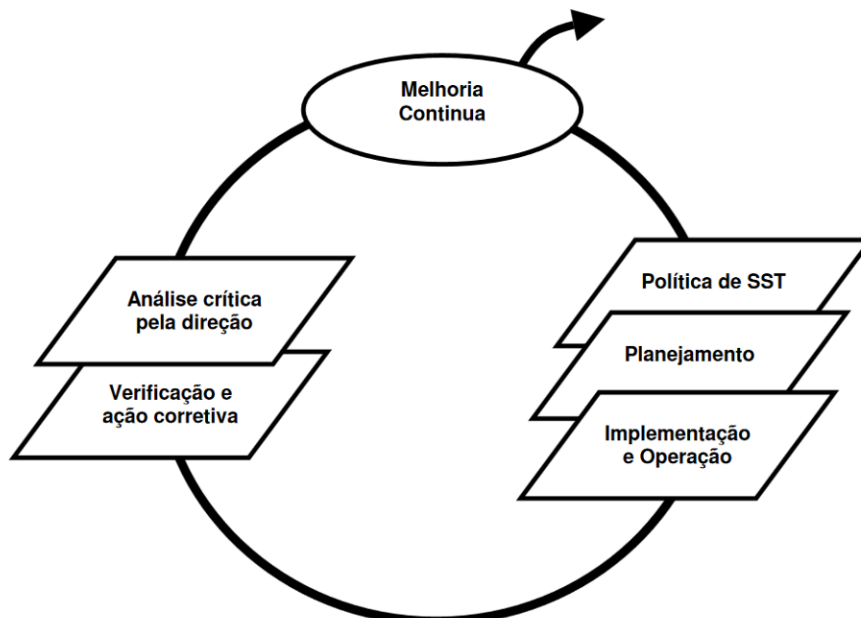 Melhoria
Continua
Política de SST
Planejamento
Implementação
e Operação
Verificação e
ação corretiva
Análise crítica
pela direção